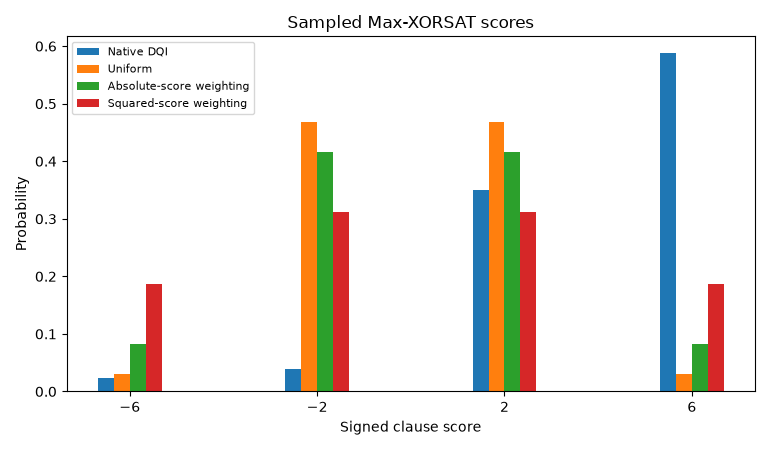 Sampled Max-XORSAT scores
Native DQI
Uniform
Absolute-score weighting
Squared-score weighting
Probability
0.6
0.5
0.4
0.3
0.2
0.1
0.0
−6
−2
2
6
Signed clause score